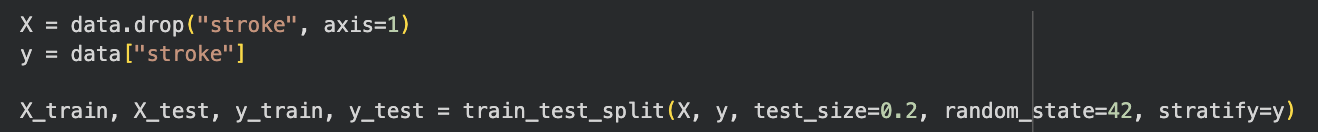 X = data.drop("stroke", axis=1)
y = data["stroke"]
X_train, X_test, y_train, y_test = train_test_split(X, y, test_size=0.2, random_state=42, stratify=y)